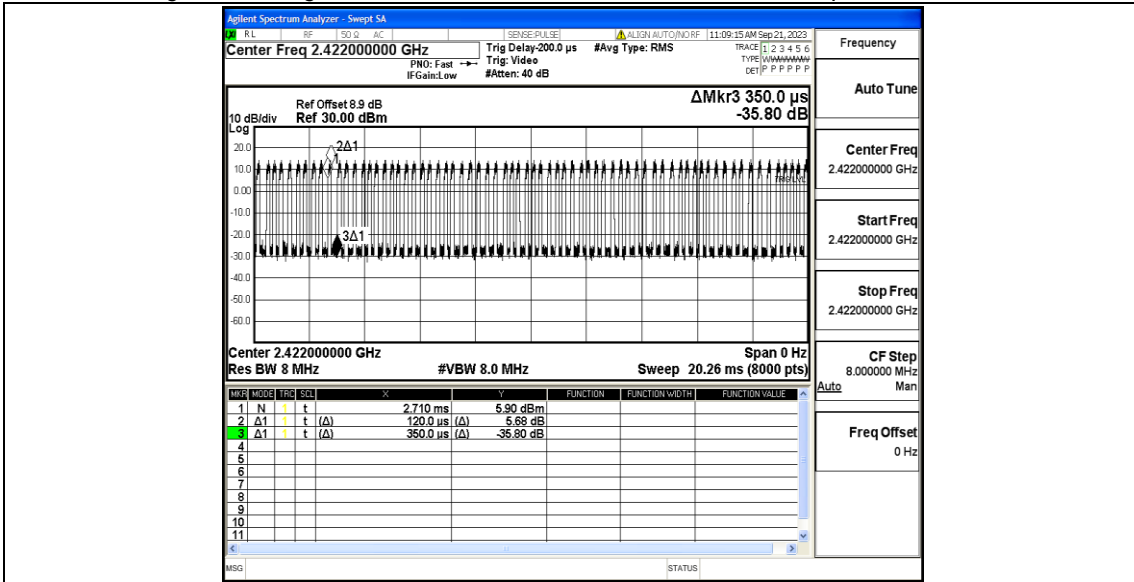 Agilent Spectrum Analyzer - Swept SA
LXI RL RF 50 Ω AC SENSE:PULSE ALIGN AUTO/NO RF 11:09:15 AM Sep 21, 2023
Center Freq 2.422000000 GHz Trig Delay-200.0 µs #Avg Type: RMS TRACE 1 2 3 4 5 6
PNO: Fast Trig: Video TYPE WWWWWW
IFGain:Low #Atten: 40 dB DET P P P P P P
ΔMkr3 350.0 µs
Ref Offset 8.9 dB -35.80 dB
10 dB/div Ref 30.00 dBm
Log
20.0
2Δ1
10.0
TRIG LVL
0.00
-10.0
-20.0
3Δ1
-30.0
-40.0
-50.0
-60.0
Center 2.422000000 GHz Span 0 Hz
Res BW 8 MHz #VBW 8.0 MHz Sweep 20.26 ms (8000 pts)
MKR MODE TRC SCL X Y FUNCTION FUNCTION WIDTH FUNCTION VALUE
1 N 1 t 2.710 ms 5.90 dBm
2 Δ1 1 t (Δ) 120.0 µs (Δ) 5.68 dB
3 Δ1 1 t (Δ) 350.0 µs (Δ) -35.80 dB
4
5
6
7
8
9
10
11
MSG STATUS
Frequency
Auto Tune
Center Freq
2.422000000 GHz
Start Freq
2.422000000 GHz
Stop Freq
2.422000000 GHz
CF Step
8.000000 MHz
Auto Man
Freq Offset
0 Hz